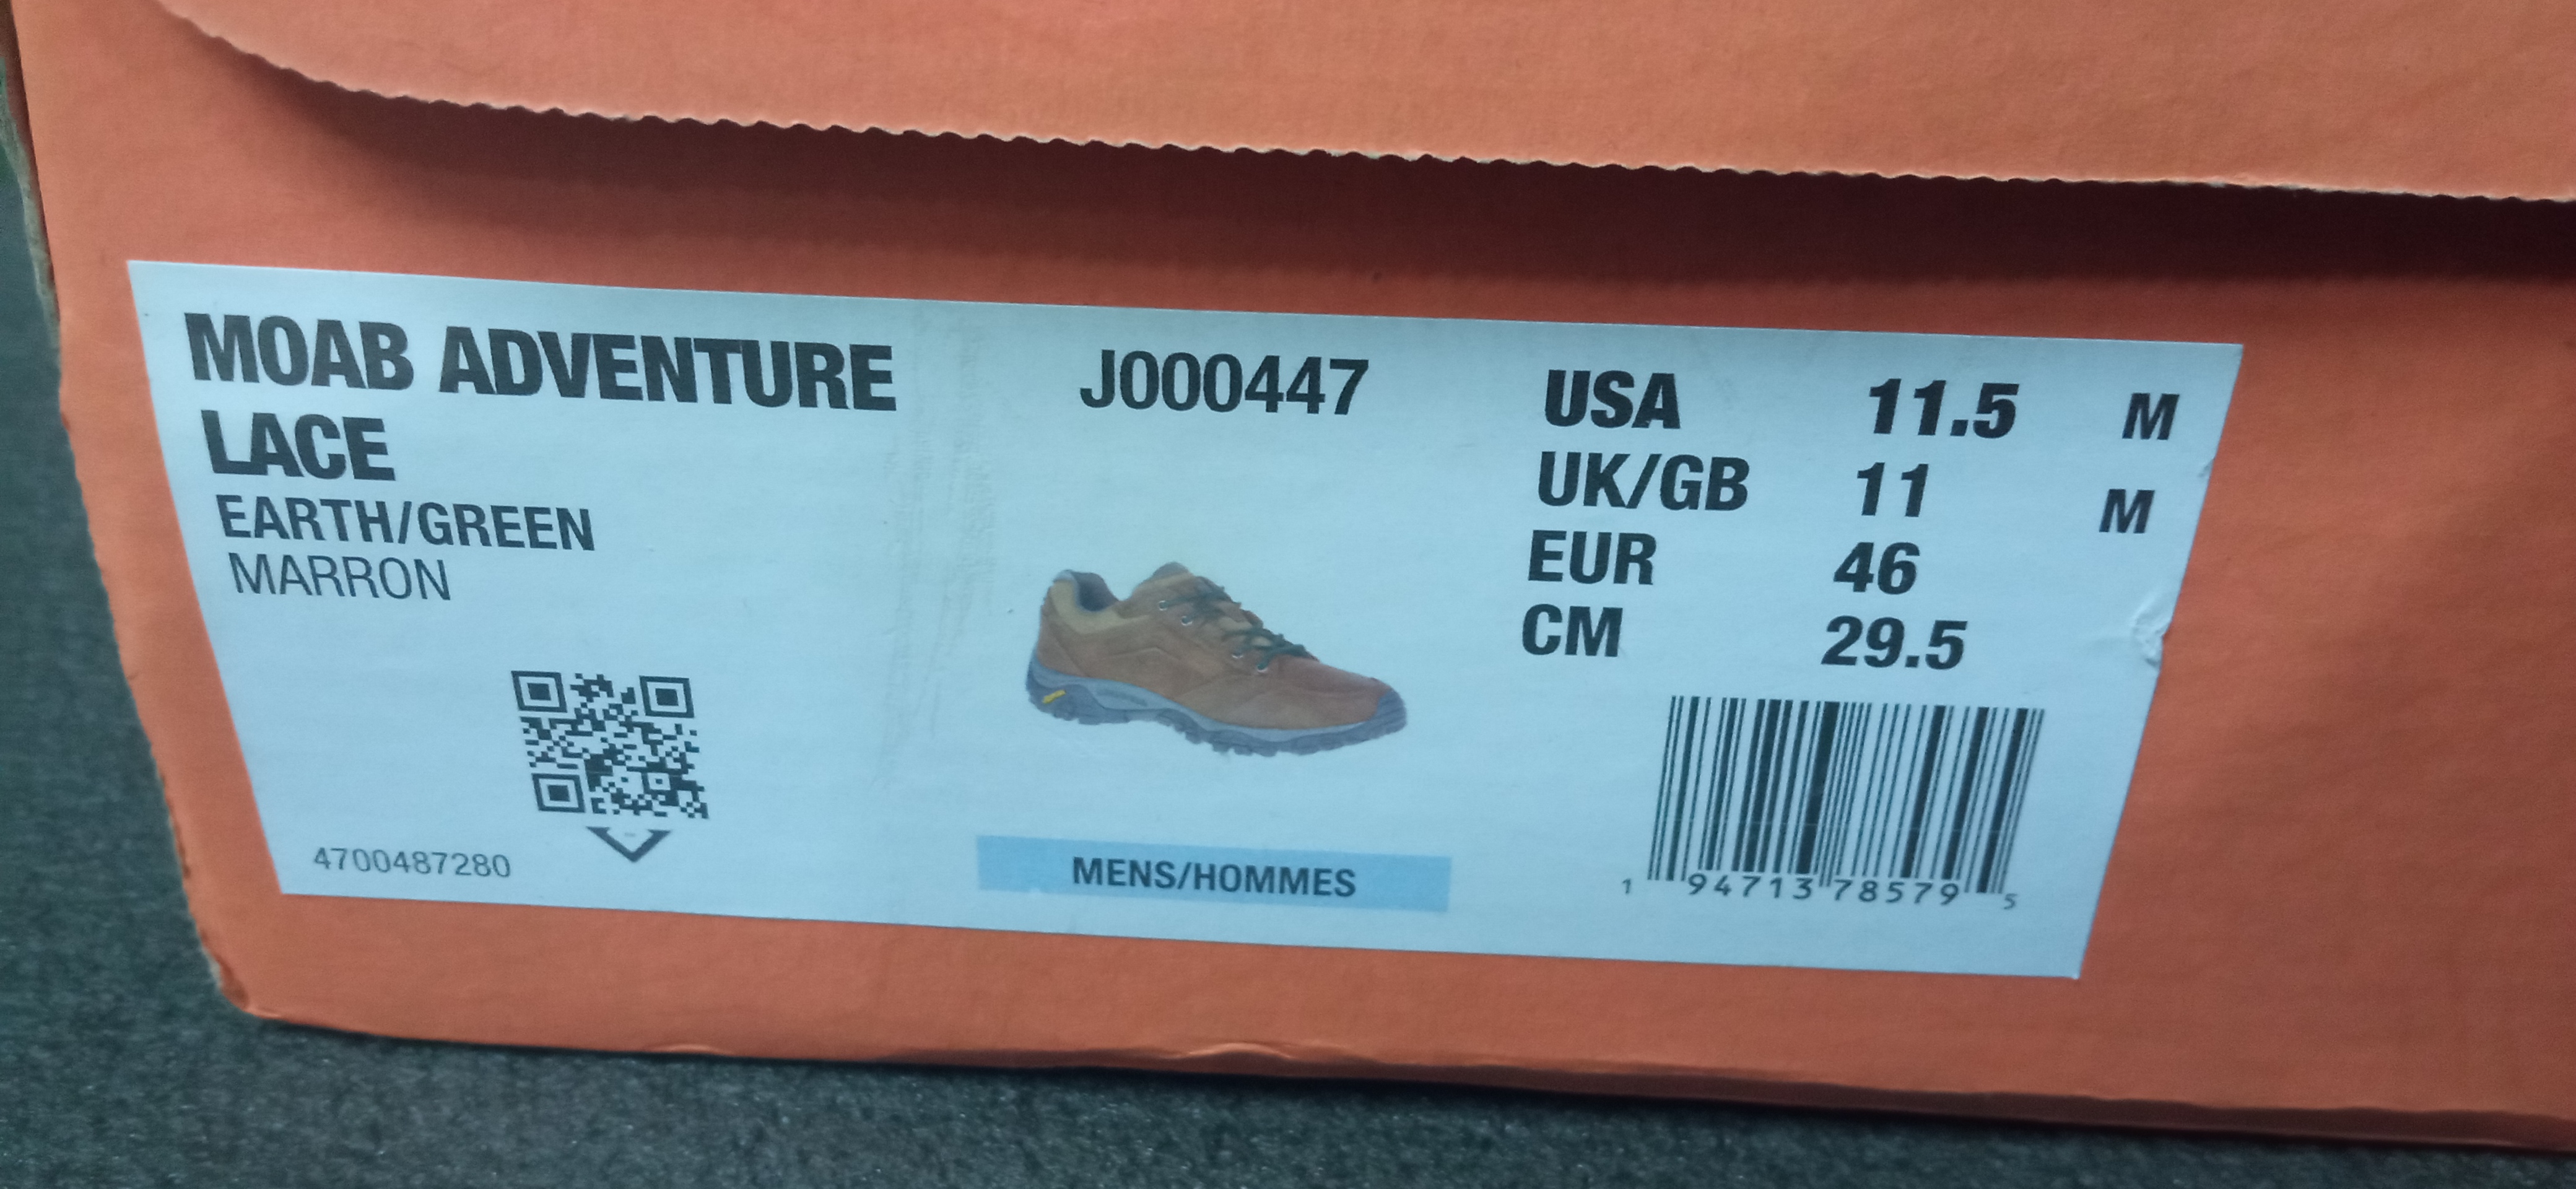 MOAB ADVENTURE
LACE
EARTH/GREEN
MARRON
4700487280
J000447
MENS/HOMMES
USA 11.5 M
UK/GB 11 M
EUR 46
CM 29.5
1 94713 78579 5